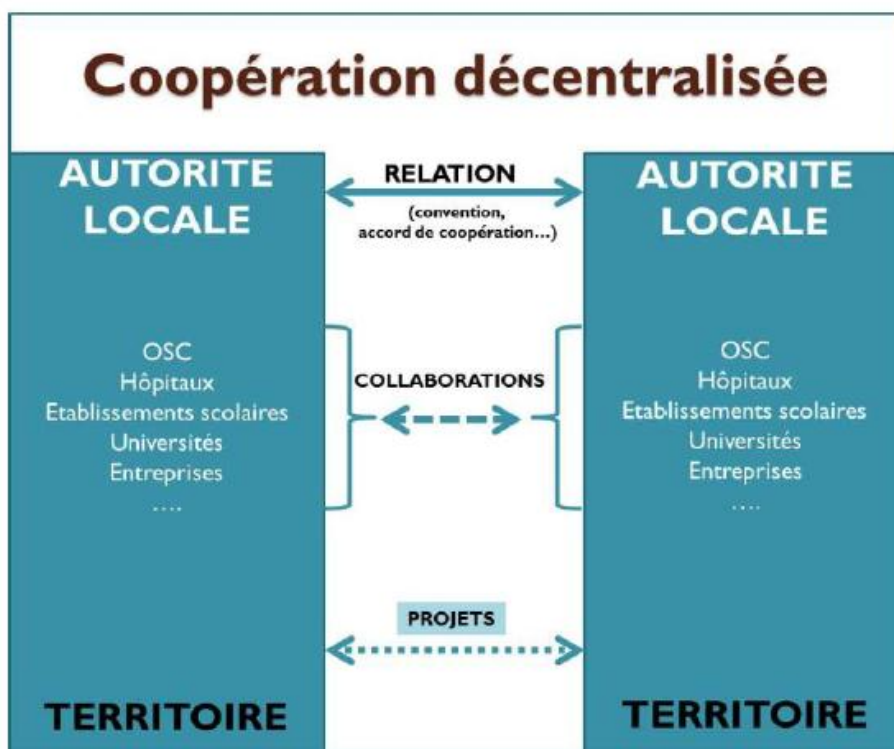 Coopération décentralisée
AUTORITE
LOCALE
OSC
Hôpitaux
Etablissements scolaires
Universités
Entreprises
....
TERRITOIRE
RELATION
(convention,
accord de coopération...)
COLLABORATIONS
PROJETS
AUTORITE
LOCALE
OSC
Hôpitaux
Etablissements scolaires
Universités
Entreprises
....
TERRITOIRE